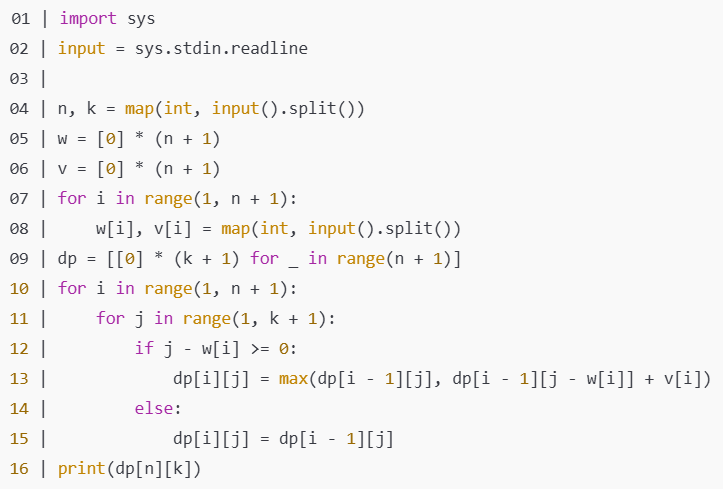 01 | import sys
02 | input = sys.stdin.readline
03 |
04 | n, k = map(int, input().split())
05 | w = [0] * (n + 1)
06 | v = [0] * (n + 1)
07 | for i in range(1, n + 1):
08 |     w[i], v[i] = map(int, input().split())
09 | dp = [[0] * (k + 1) for _ in range(n + 1)]
10 | for i in range(1, n + 1):
11 |     for j in range(1, k + 1):
12 |         if j - w[i] >= 0:
13 |             dp[i][j] = max(dp[i - 1][j], dp[i - 1][j - w[i]] + v[i])
14 |         else:
15 |             dp[i][j] = dp[i - 1][j]
16 | print(dp[n][k])